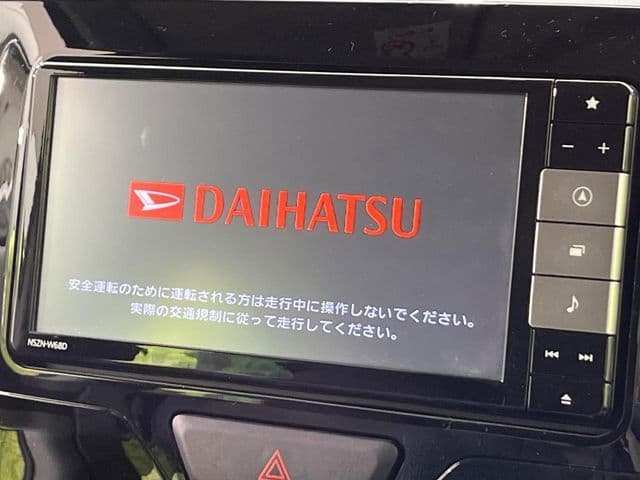 DAIHATSU
安全運転のために運転される方は走行中に操作しないでください。
実際の交通規制に従って走行してください。
NSZN-W68D